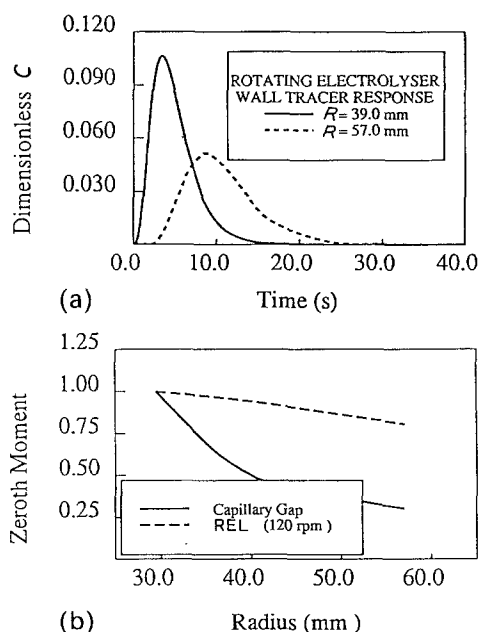 0.120
0.090
0.060
0.030
Dimensionless C
ROTATING ELECTROLYSER
WALL TRACER RESPONSE
R = 39.0 mm
R = 57.0 mm
0.0 10.0 20.0 30.0 40.0
(a) Time (s)
1.25
1.00
0.75
0.50
0.25
Zeroth Moment
Capillary Gap
REL (120 rpm)
30.0 40.0 50.0 60.0
(b) Radius (mm)